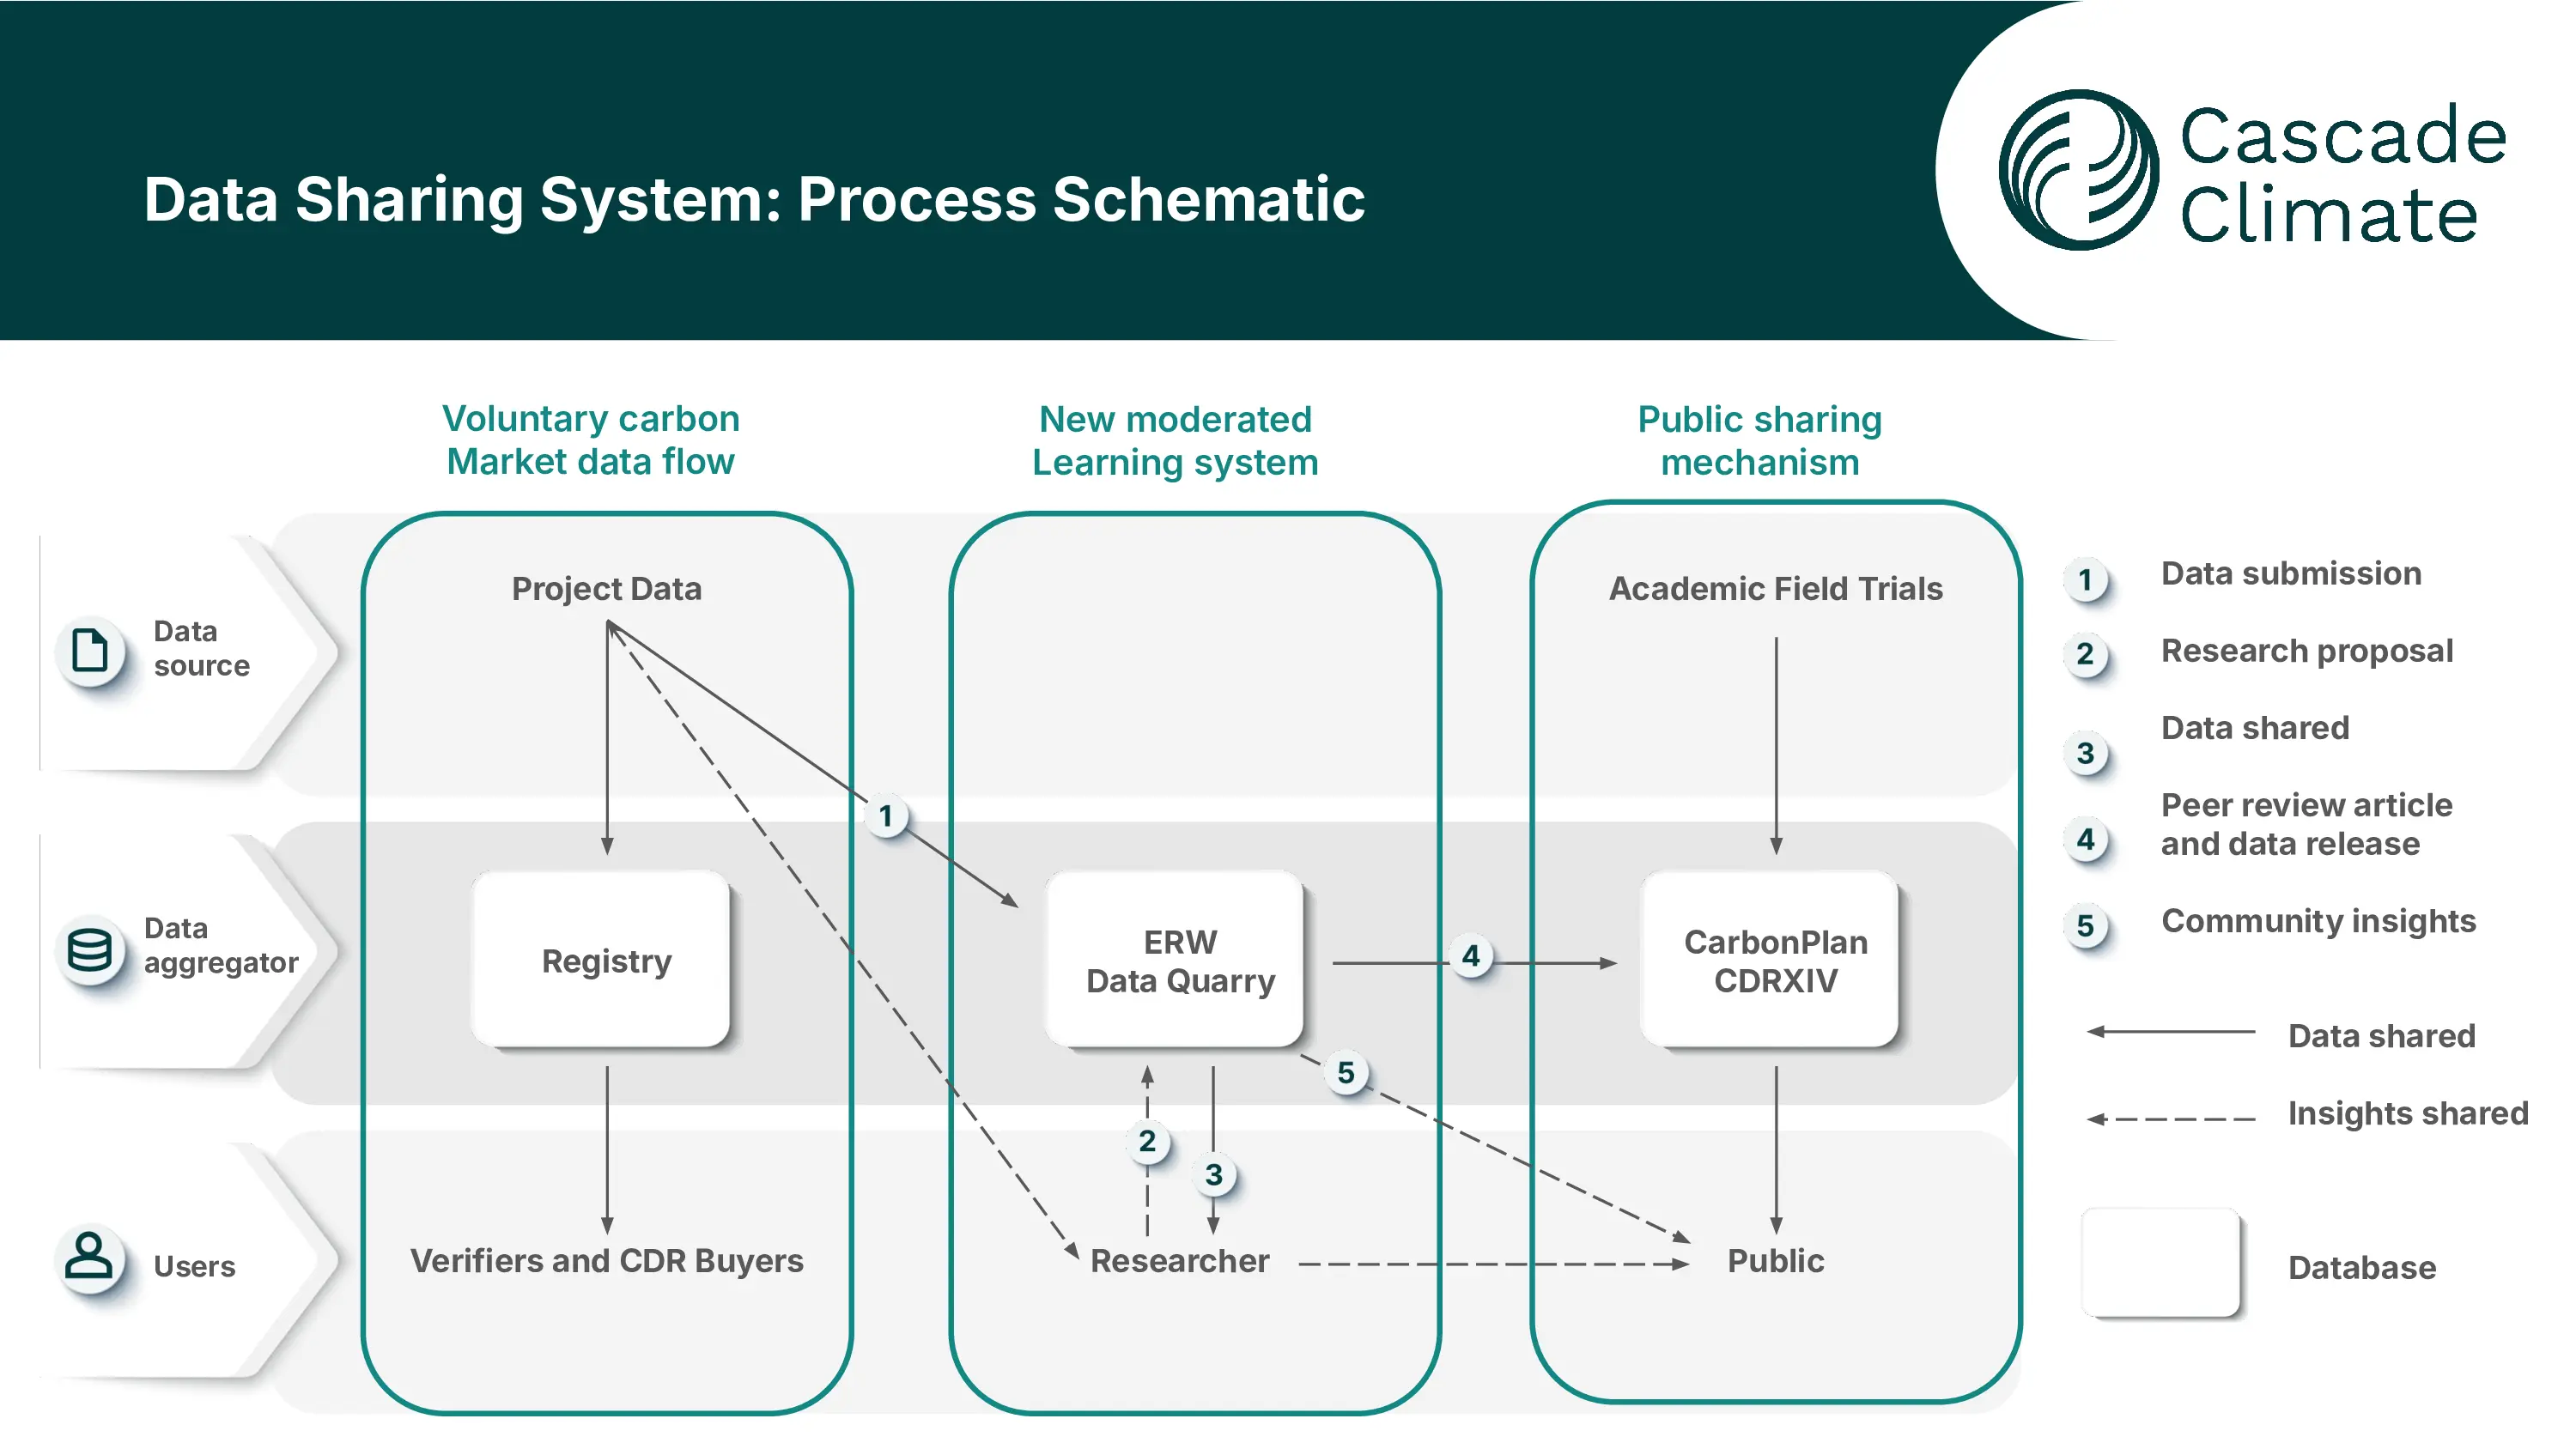 Data Sharing System: Process Schematic
Cascade
Climate
Voluntary carbon
Market data flow
New moderated
Learning system
Public sharing
mechanism
Data
source
Project Data
Academic Field Trials
1
Data
aggregator
Registry
ERW
Data Quarry
4
CarbonPlan
CDRXIV
5
2
3
Users
Verifiers and CDR Buyers
Researcher
Public
1 Data submission
2 Research proposal
3 Data shared
4 Peer review article
and data release
5 Community insights
Data shared
Insights shared
Database